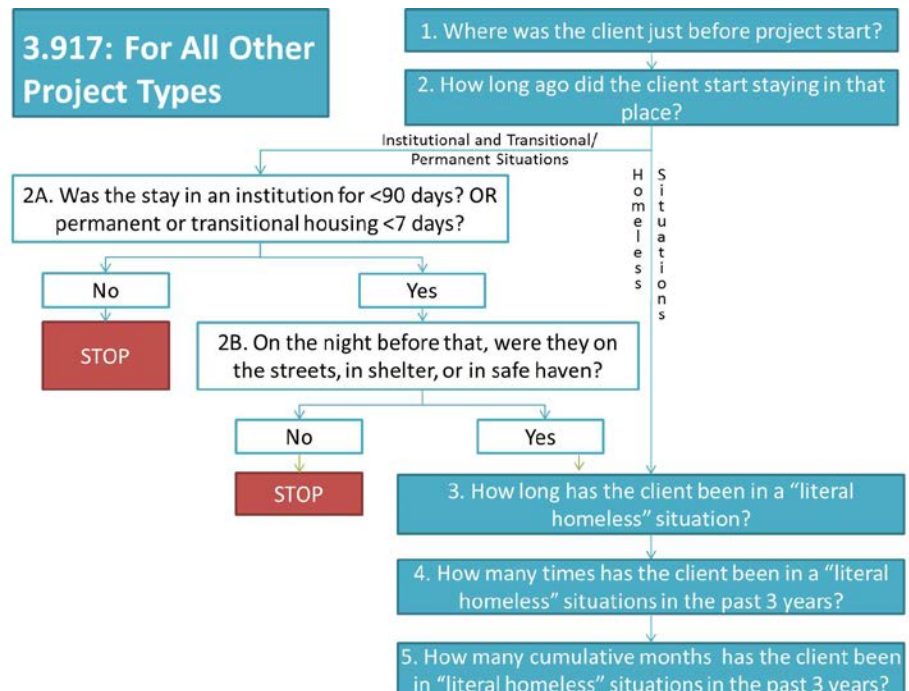 3.917: For All Other
Project Types
1. Where was the client just before project start?
2. How long ago did the client start staying in that
place?
Institutional and Transitional/
Permanent Situations
Homeless
Situations
2A. Was the stay in an institution for <90 days? OR
permanent or transitional housing <7 days?
No
Yes
STOP
2B. On the night before that, were they on
the streets, in shelter, or in safe haven?
No
Yes
STOP
3. How long has the client been in a “literal
homeless” situation?
4. How many times has the client been in a “literal
homeless” situations in the past 3 years?
5. How many cumulative months has the client been
in “literal homeless” situations in the past 3 years?